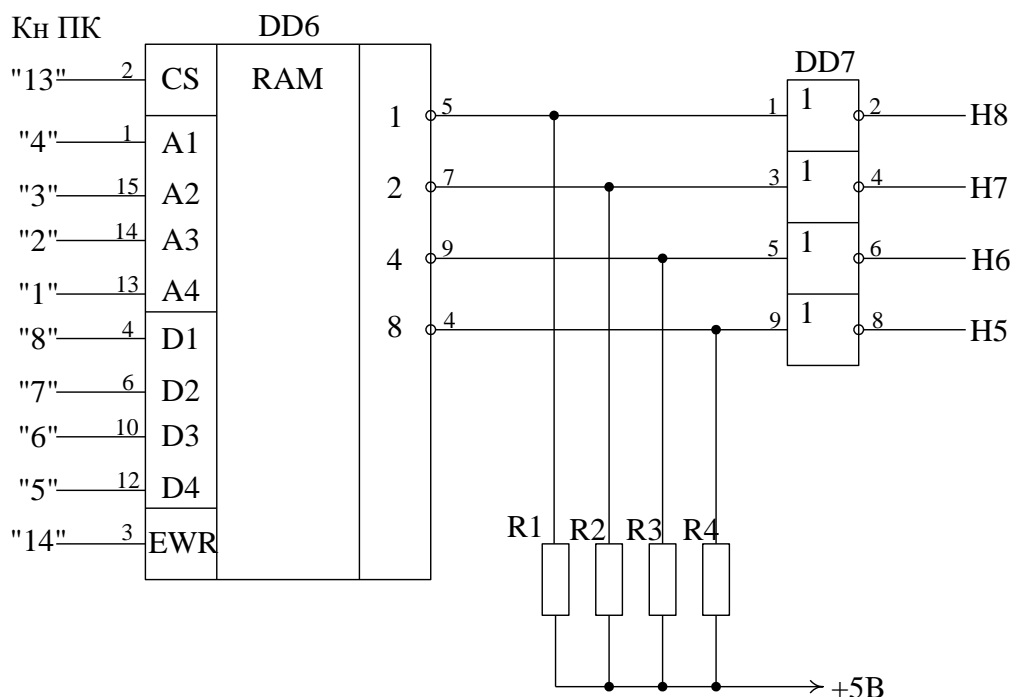 Кн ПК DD6
"13" 2 CS RAM DD7
1 5 1 1 2 H8
"4" 1 A1
"3" 15 A2 2 7 3 1 4 H7
"2" 14 A3
4 9 5 1 6 H6
"1" 13 A4
"8" 4 D1 8 4 9 1 8 H5
"7" 6 D2
"6" 10 D3
"5" 12 D4
"14" 3 EWR R1 R2 R3 R4
+5В